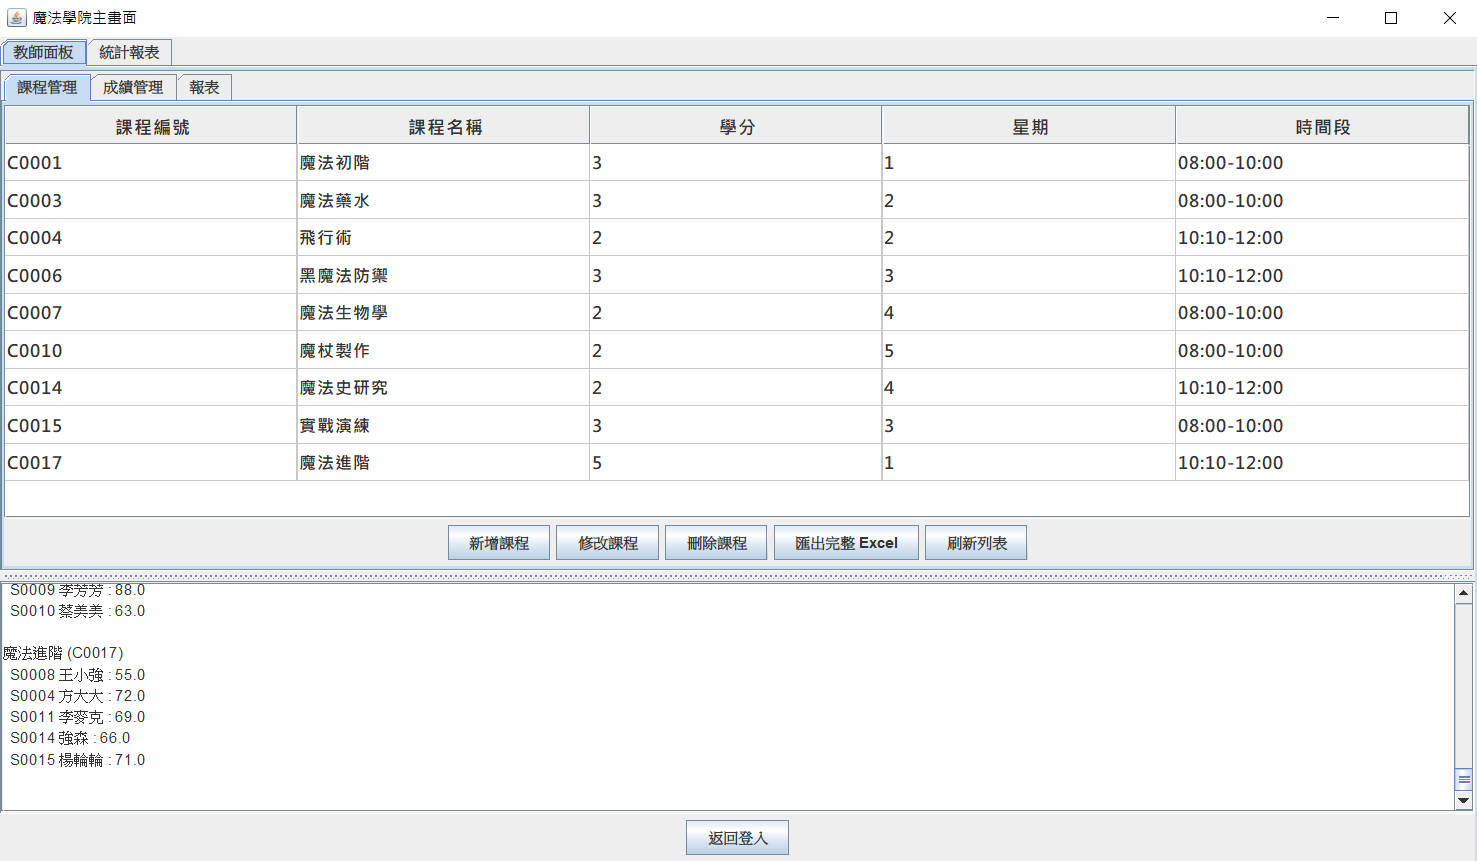 魔法學院主畫面
教師面板 統計報表
課程管理 成績管理 報表
課程編號 課程名稱 學分 星期 時間段
C0001 魔法初階 3 1 08:00-10:00
C0003 魔法藥水 3 2 08:00-10:00
C0004 飛行術 2 2 10:10-12:00
C0006 黑魔法防禦 3 3 10:10-12:00
C0007 魔法生物學 2 4 08:00-10:00
C0010 魔杖製作 2 5 08:00-10:00
C0014 魔法史研究 2 4 10:10-12:00
C0015 實戰演練 3 3 08:00-10:00
C0017 魔法進階 5 1 10:10-12:00
新增課程 修改課程 刪除課程 匯出完整 Excel 刷新列表
S0009 李芳芳 : 88.0
S0010 蔡美美 : 63.0
魔法進階 (C0017)
S0008 王小強 : 55.0
S0004 方大大 : 72.0
S0011 李麥克 : 69.0
S0014 強森 : 66.0
S0015 楊輪輪 : 71.0
返回登入